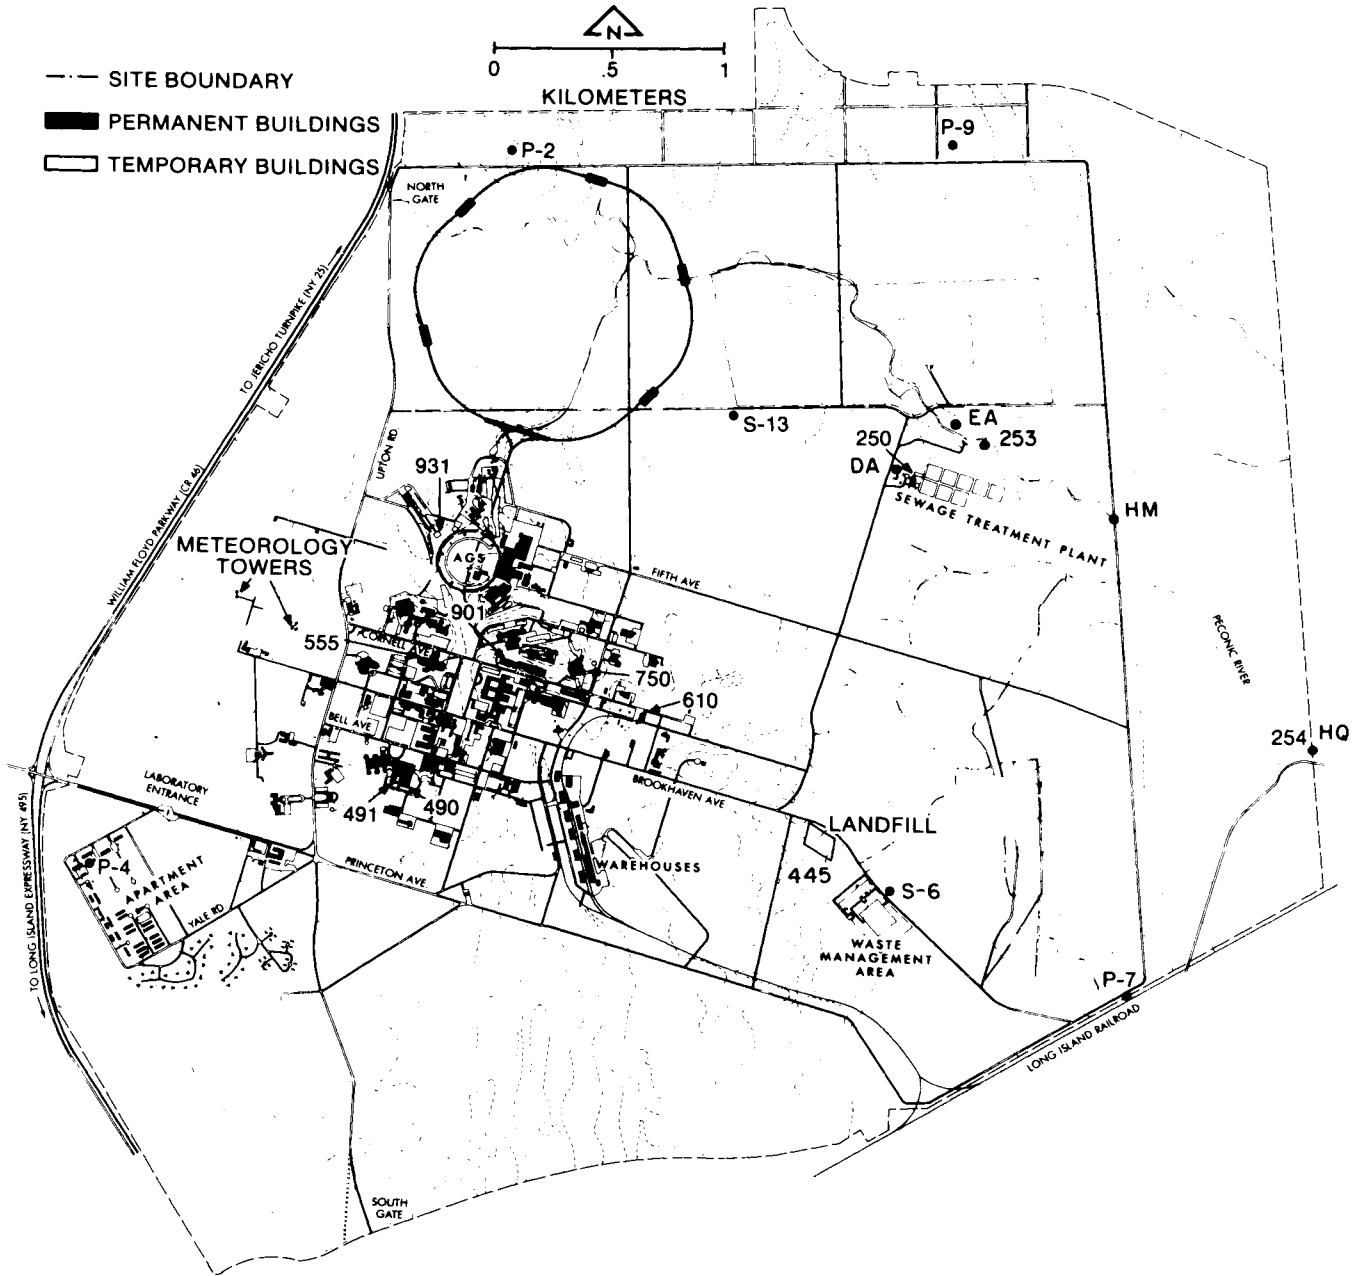 N
0 .5 1
KILOMETERS
SITE BOUNDARY
PERMANENT BUILDINGS
TEMPORARY BUILDINGS
P-2
P-9
NORTH
GATE
TO JERICHO TURNPIKE (NY 25)
WILLIAM FLOYD PARKWAY (CR 46)
UPTON RD.
S-13
EA
253
250
DA
SEWAGE TREATMENT PLANT
HM
931
AGS
METEOROLOGY
TOWERS
FIFTH AVE
901
555
CORNELL AVE
750
610
PECONIC RIVER
BELL AVE
254 HQ
LABORATORY
ENTRANCE
BROOKHAVEN AVE
491
490
LANDFILL
TO LONG ISLAND EXPRESSWAY (NY 495)
P-4
APARTMENT
AREA
PRINCETON AVE
WAREHOUSES
445
S-6
YALE RD
WASTE
MANAGEMENT
AREA
P-7
LONG ISLAND RAILROAD
SOUTH
GATE